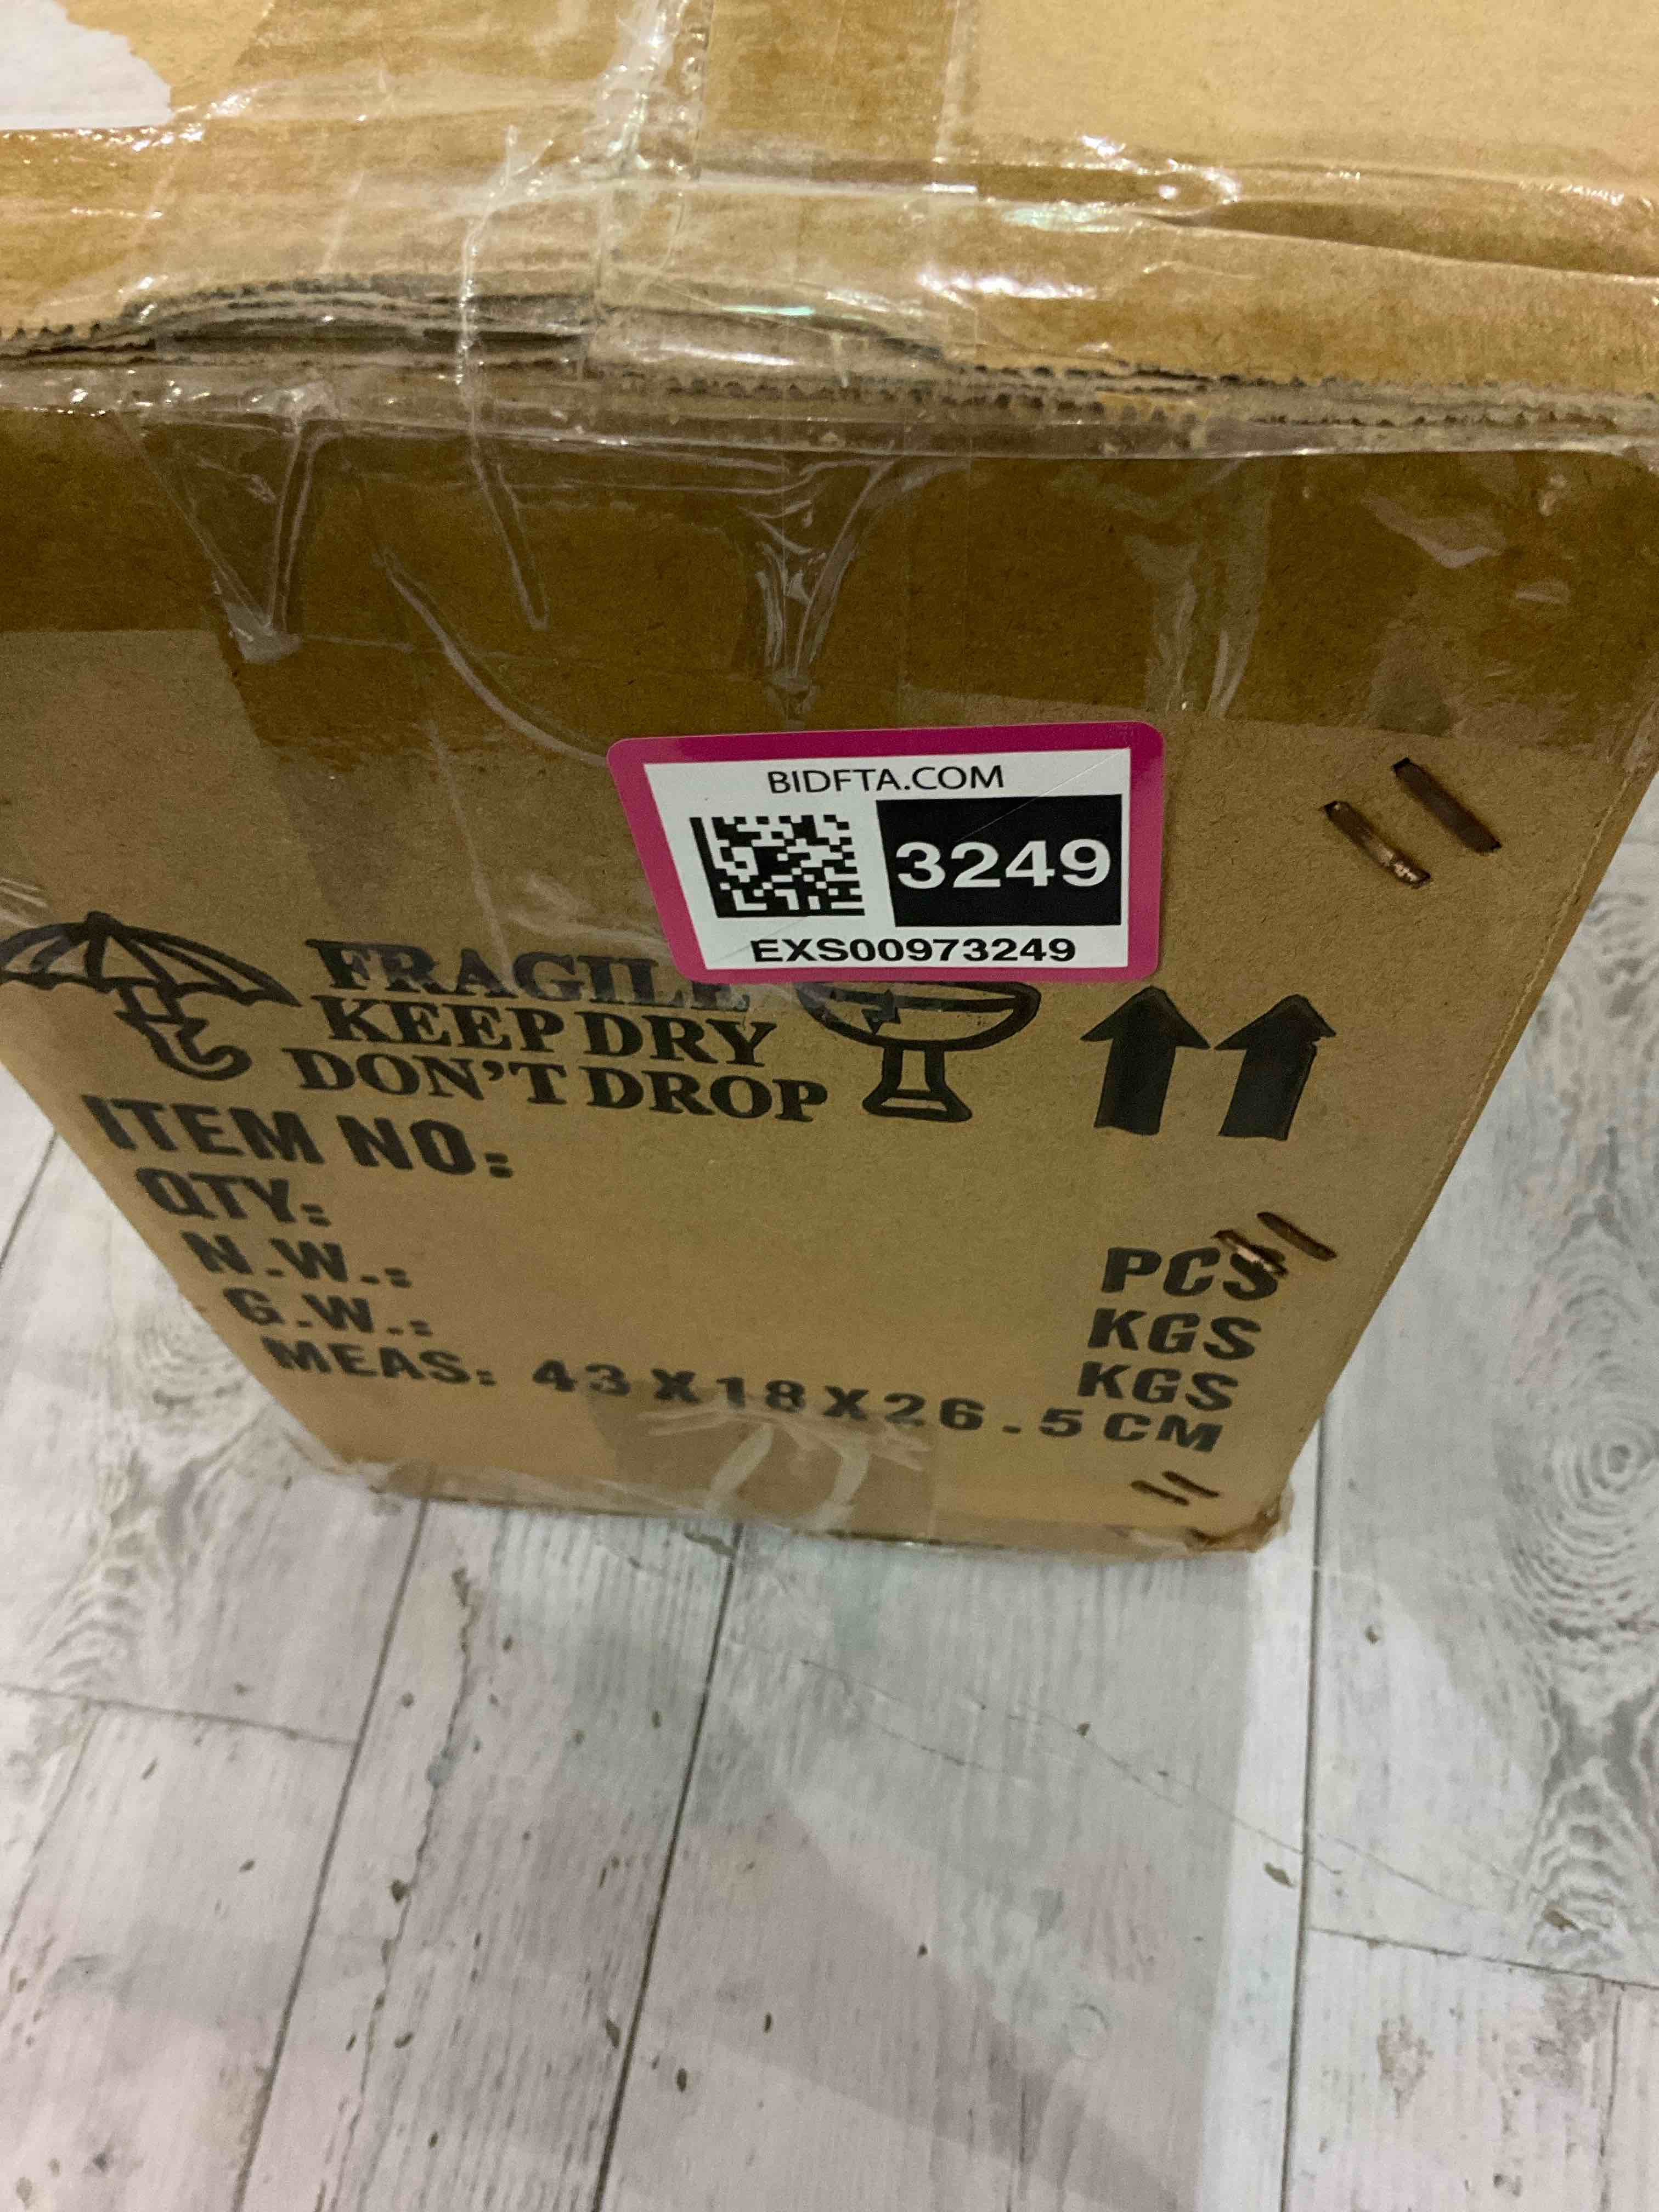 BIDFTA.COM
3249
EXS00973249
FRAGILE
KEEP DRY
DON'T DROP
ITEM NO:
QTY: PCS
N.W.: KGS
G.W.: KGS
MEAS: 43X18X26.5CM